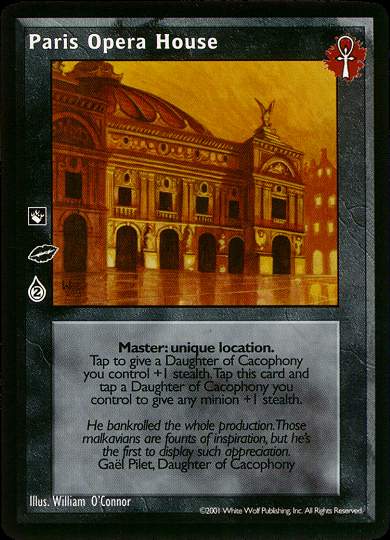 Paris Opera House
2
Master: unique location.
Tap to give a Daughter of Cacophony
you control +1 stealth. Tap this card and
tap a Daughter of Cacophony you
control to give any minion +1 stealth.
He bankrolled the whole production. Those
malkavians are founts of inspiration, but he's
the first to display such appreciation.
Gaël Pilet, Daughter of Cacophony
Illus. William O'Connor
©2001 White Wolf Publishing, Inc. All Rights Reserved.